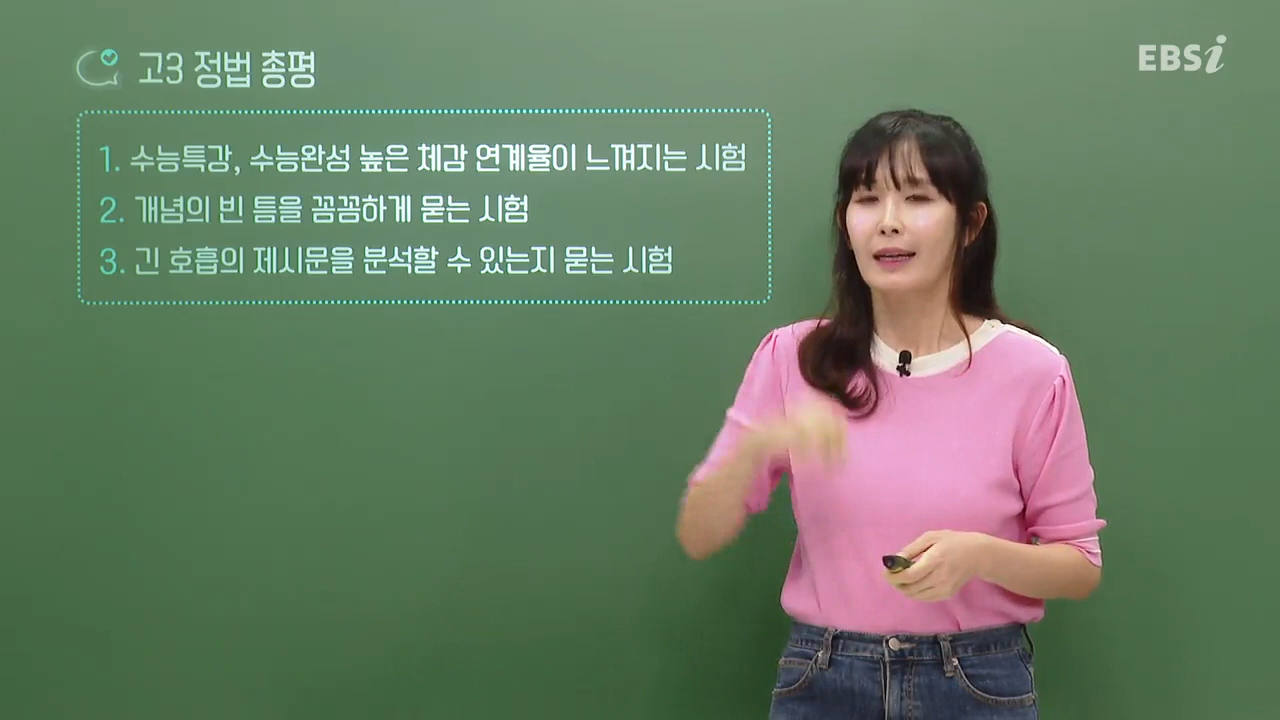 고3 정법 총평
EBSi
1. 수능특강, 수능완성 높은 체감 연계율이 느껴지는 시험
2. 개념의 빈 틈을 꼼꼼하게 묻는 시험
3. 긴 호흡의 제시문을 분석할 수 있는지 묻는 시험